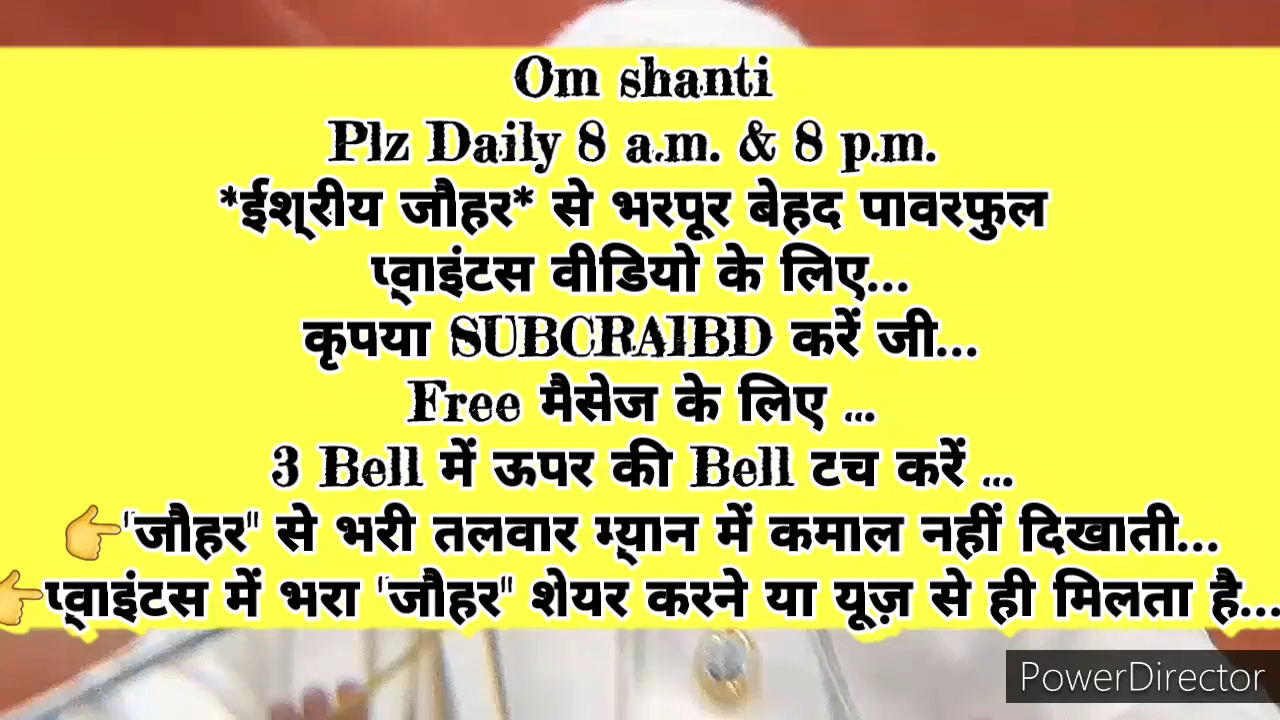 Om shanti
Plz Daily 8 a.m. & 8 p.m.
*ईश्रीय जौहर* से भरपूर बेहद पावरफुल
प्वाइंटस वीडियो के लिए...
कृपया SUBCRAIBD करें जी...
Free मैसेज के लिए ...
3 Bell में ऊपर की Bell टच करें ...
👉"जौहर" से भरी तलवार म्यान में कमाल नहीं दिखाती...
👉प्वाइंटस में भरा "जौहर" शेयर करने या यूज़ से ही मिलता है...
PowerDirector